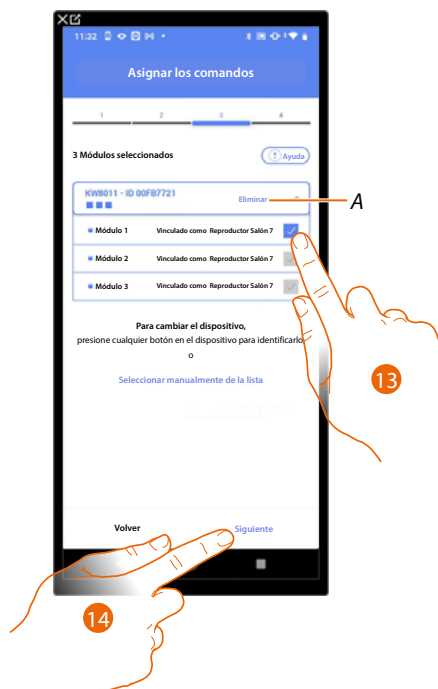 11:32
Asignar los comandos
1 2 3 4
3 Módulos seleccionados
Ayuda
KW8011 - ID 00FB7721
Eliminar
A
Módulo 1 Vinculado como Reproductor Salón 7
Módulo 2 Vinculado como Reproductor Salón 7
Módulo 3 Vinculado como Reproductor Salón 7
Para cambiar el dispositivo,
presione cualquier botón en el dispositivo para identificarlo
o
Seleccionar manualmente de la lista
13
Volver
Siguiente
14